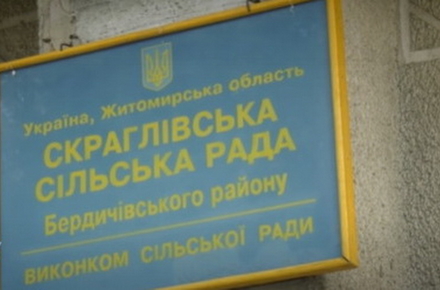 Україна, Житомирська область
СКРАГЛІВСЬКА
СІЛЬСЬКА РАДА
Бердичівського району
ВИКОНКОМ СІЛЬСЬКОЇ РАДИ